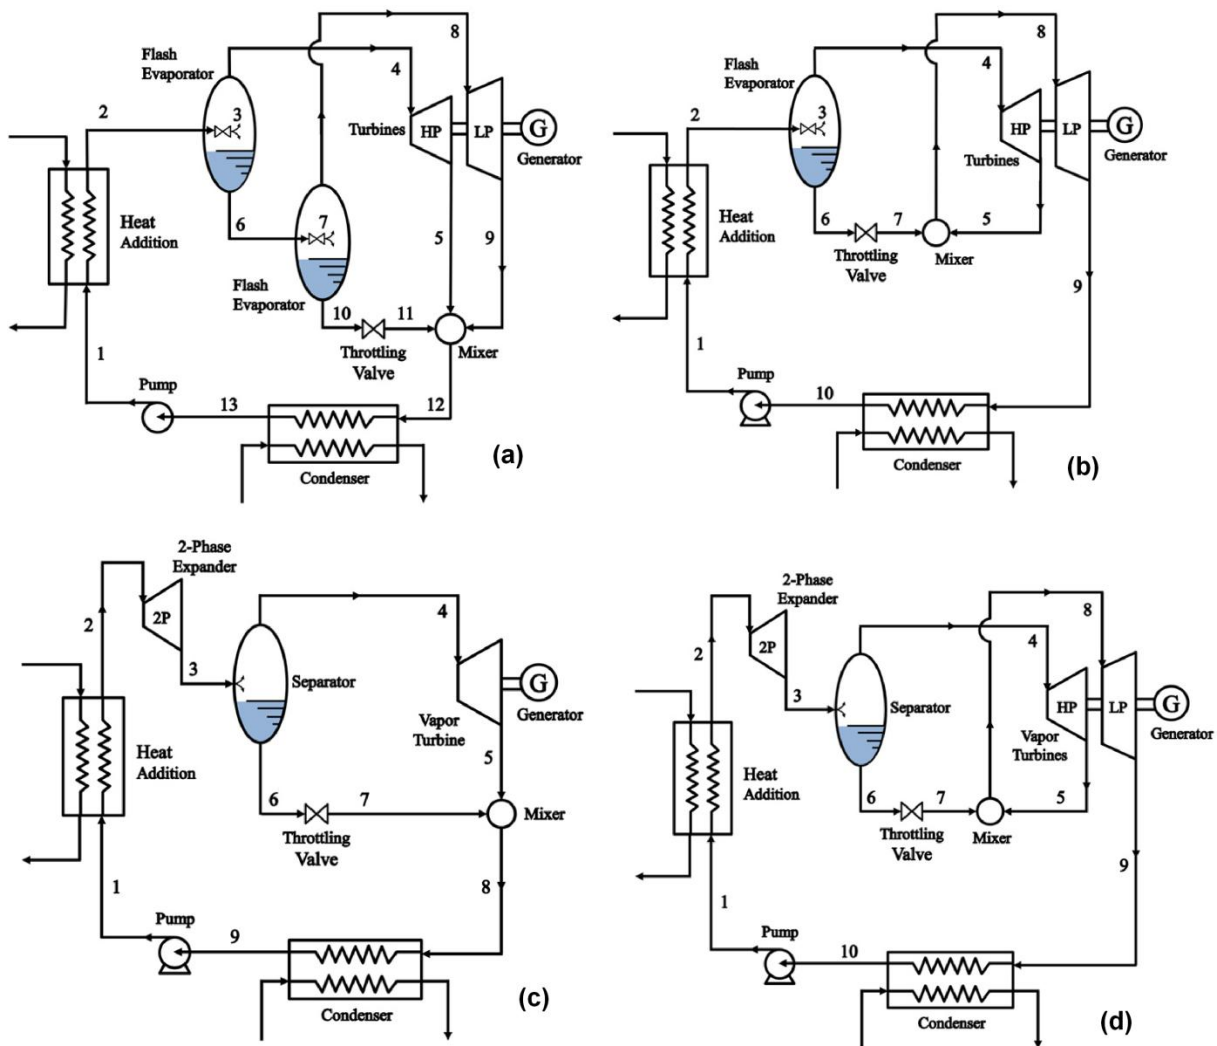 8
Flash
Evaporator
4
2
3
Turbines
HP
LP
G
Generator
Heat
Addition
6
7
5
9
Flash
Evaporator
10
11
Mixer
Throttling
Valve
1
Pump
13
12
Condenser
(a)
8
Flash
Evaporator
4
2
3
HP
LP
G
Generator
Turbines
Heat
Addition
6
7
5
Mixer
Throttling
Valve
9
1
Pump
10
Condenser
(b)
2-Phase
Expander
2P
4
2
3
Separator
G
Generator
Vapor
Turbine
Heat
Addition
5
6
7
Mixer
Throttling
Valve
1
8
Pump
9
Condenser
(c)
2-Phase
Expander
8
2P
4
2
3
Separator
HP
LP
G
Generator
Vapor
Turbines
Heat
Addition
6
7
5
Mixer
Throttling
Valve
9
1
Pump
10
Condenser
(d)